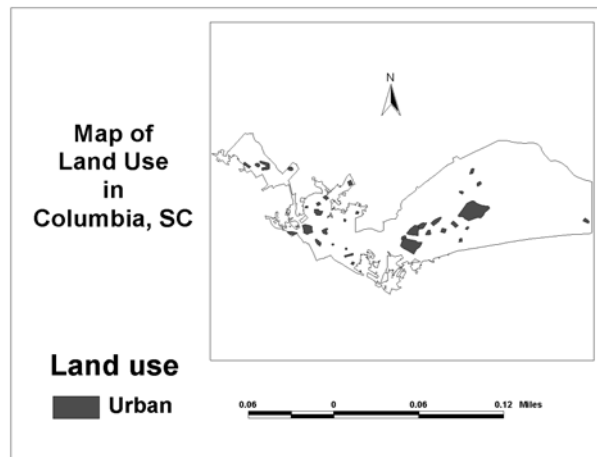 N
Map of
Land Use
in
Columbia, SC
Land use
Urban
0.06 0 0.06 0.12 Miles